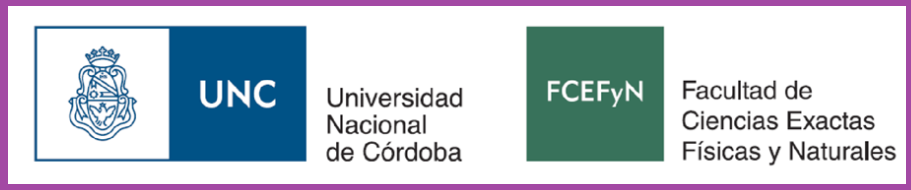 UNC
Universidad
Nacional
de Córdoba
FCEFyN
Facultad de
Ciencias Exactas
Físicas y Naturales